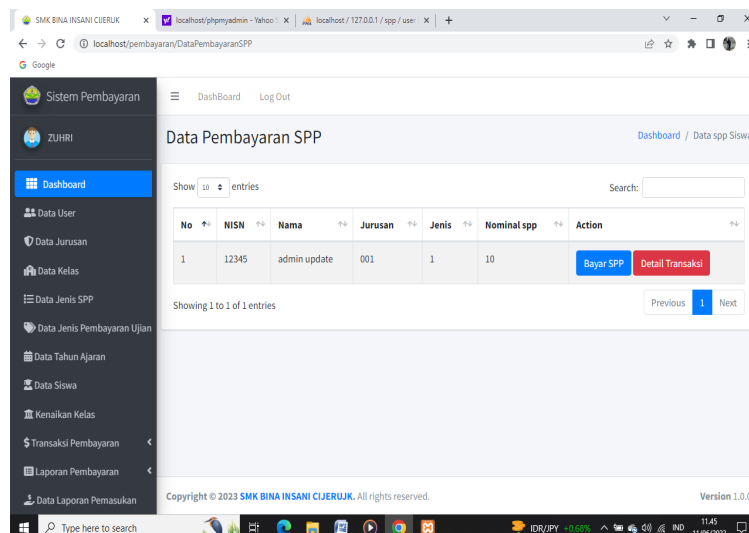 SMK BINA INSANI CIJERUK
localhost/phpmyadmin - Yahoo
localhost / 127.0.0.1 / spp / user
localhost/pembayaran/DataPembayaranSPP
Google
Sistem Pembayaran
DashBoard Log Out
ZUHRI
Data Pembayaran SPP
Dashboard / Data spp Siswa
Dashboard
Data User
Data Jurusan
Data Kelas
Data Jenis SPP
Data Jenis Pembayaran Ujian
Data Tahun Ajaran
Data Siswa
Kenaikan Kelas
Transaksi Pembayaran
Laporan Pembayaran
Data Laporan Pemasukan
Show 10 entries
Search:
No NISN Nama Jurusan Jenis Nominal spp Action
1 12345 admin update 001 1 10 Bayar SPP Detail Transaksi
Showing 1 to 1 of 1 entries
Previous 1 Next
Copyright © 2023 SMK BINA INSANI CIJERUJK. All rights reserved.
Version 1.0.0
Type here to search
IDR/JPY +0.68%
IND
11.45